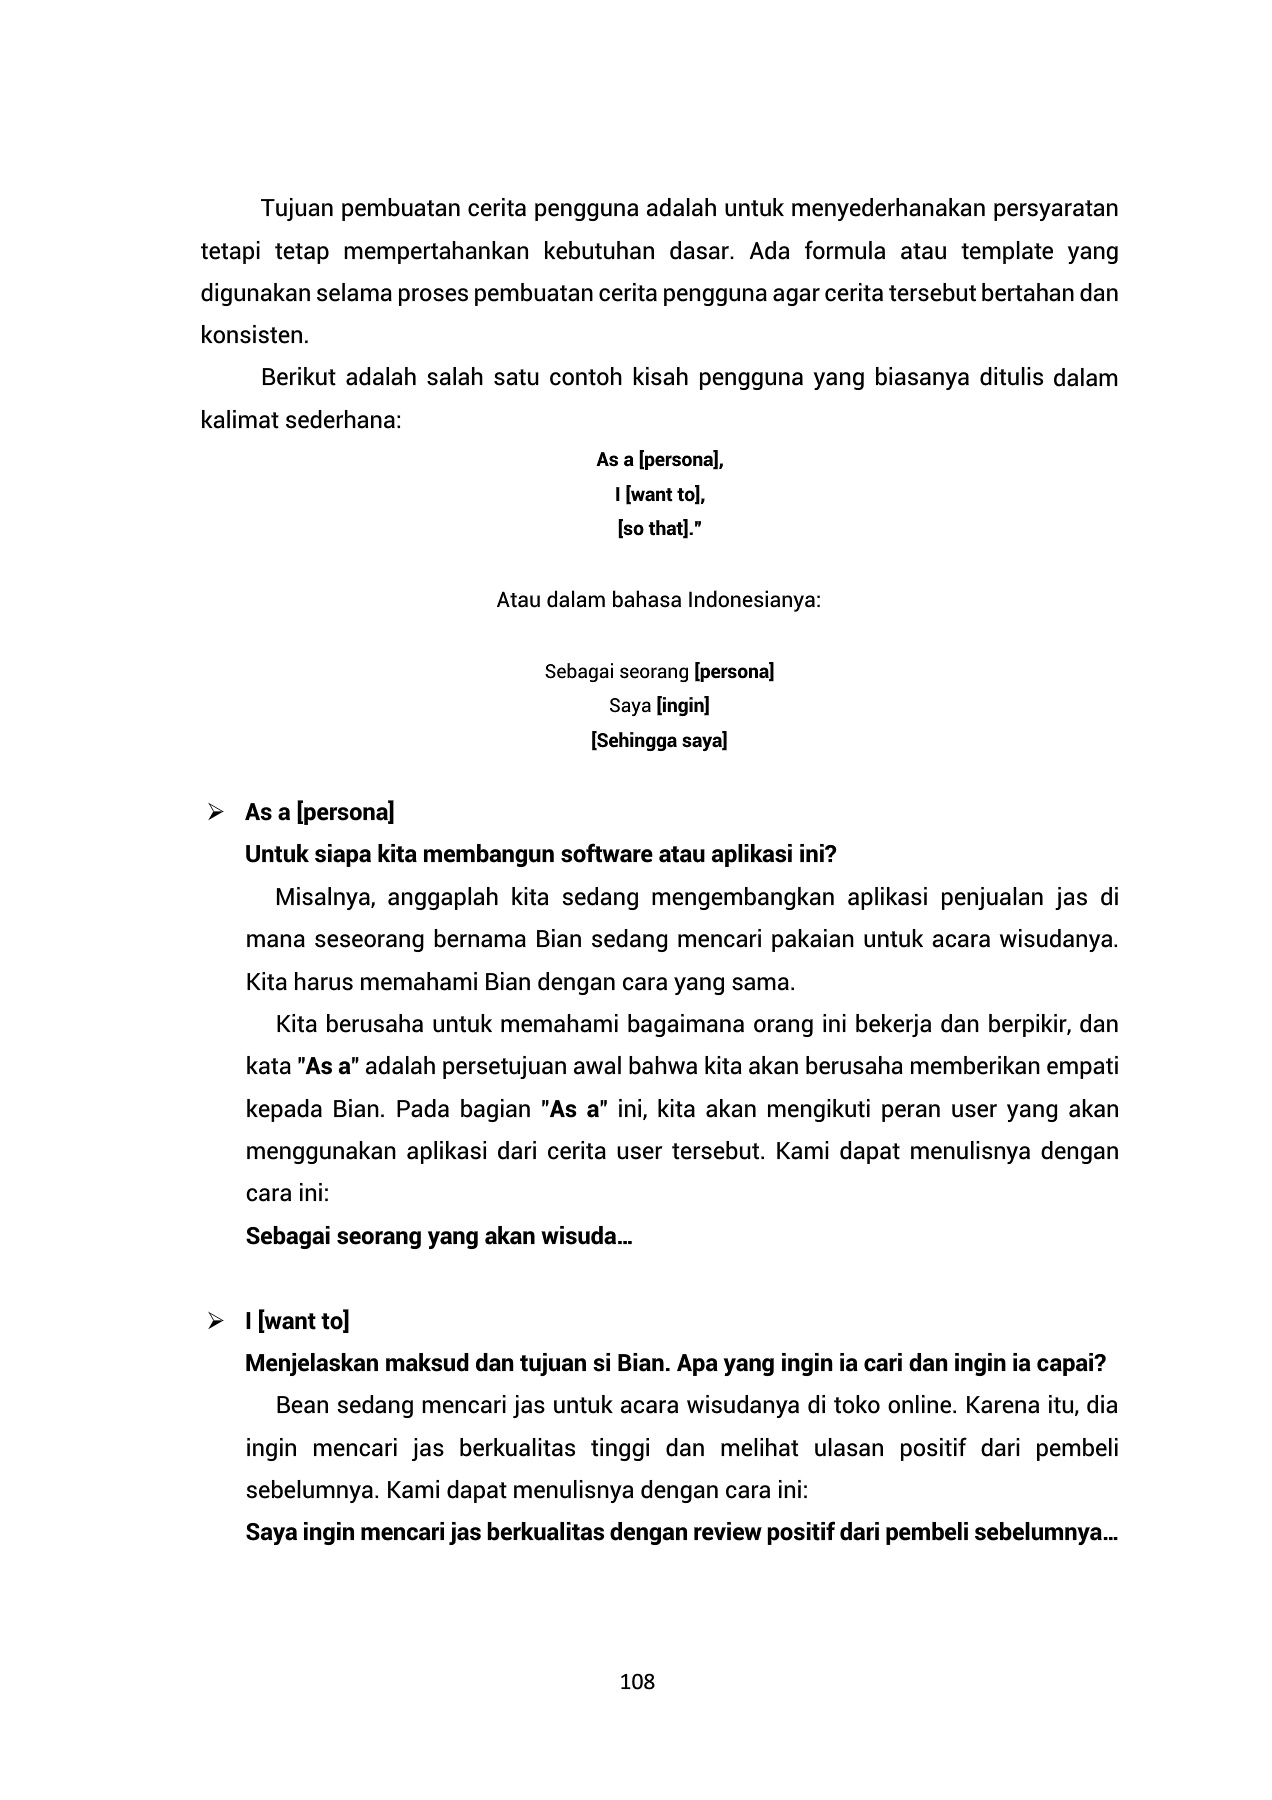 Tujuan pembuatan cerita pengguna adalah untuk menyederhanakan persyaratan
tetapi tetap mempertahankan kebutuhan dasar. Ada formula atau template yang
digunakan selama proses pembuatan cerita pengguna agar cerita tersebut bertahan dan
konsisten.
Berikut adalah salah satu contoh kisah pengguna yang biasanya ditulis dalam
kalimat sederhana:
As a [persona],
I [want to],
[so that]."
Atau dalam bahasa Indonesianya:
Sebagai seorang [persona]
Saya [ingin]
[Sehingga saya]
➢ As a [persona]
Untuk siapa kita membangun software atau aplikasi ini?
Misalnya, anggaplah kita sedang mengembangkan aplikasi penjualan jas di
mana seseorang bernama Bian sedang mencari pakaian untuk acara wisudanya.
Kita harus memahami Bian dengan cara yang sama.
Kita berusaha untuk memahami bagaimana orang ini bekerja dan berpikir, dan
kata "As a" adalah persetujuan awal bahwa kita akan berusaha memberikan empati
kepada Bian. Pada bagian "As a" ini, kita akan mengikuti peran user yang akan
menggunakan aplikasi dari cerita user tersebut. Kami dapat menulisnya dengan
cara ini:
Sebagai seorang yang akan wisuda…
➢ I [want to]
Menjelaskan maksud dan tujuan si Bian. Apa yang ingin ia cari dan ingin ia capai?
Bean sedang mencari jas untuk acara wisudanya di toko online. Karena itu, dia
ingin mencari jas berkualitas tinggi dan melihat ulasan positif dari pembeli
sebelumnya. Kami dapat menulisnya dengan cara ini:
Saya ingin mencari jas berkualitas dengan review positif dari pembeli sebelumnya…
108